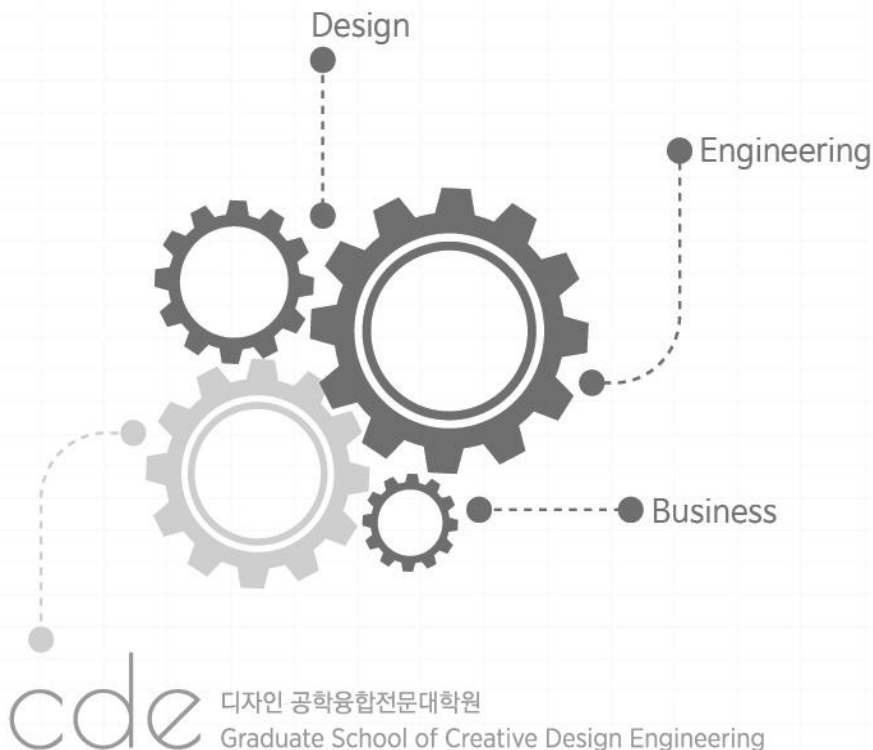 Design
Engineering
Business
cde
디자인 공학융합전문대학원
Graduate School of Creative Design Engineering